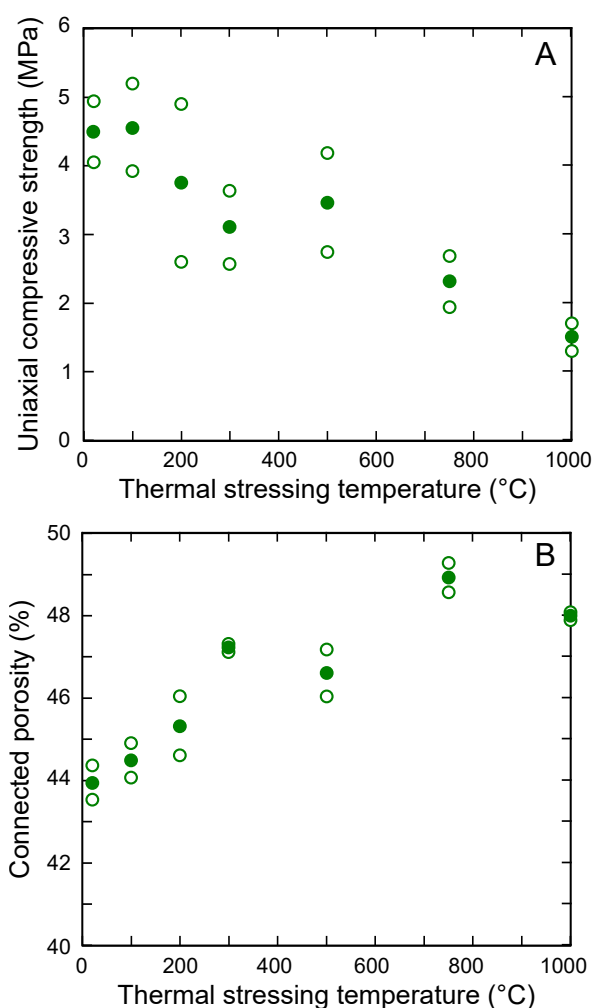 A
Uniaxial compressive strength (MPa)
6
5
4
3
2
1
0
0 200 400 600 800 1000
Thermal stressing temperature (°C)
B
Connected porosity (%)
50
48
46
44
42
40
0 200 400 600 800 1000
Thermal stressing temperature (°C)